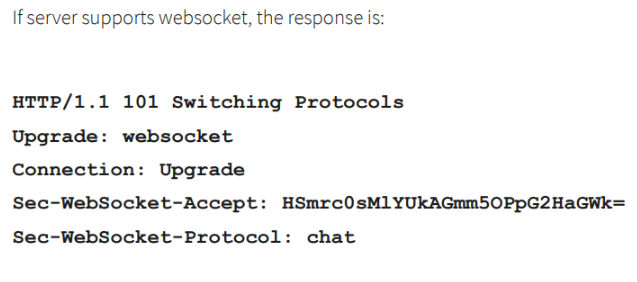 If server supports websocket, the response is:
HTTP/1.1 101 Switching Protocols
Upgrade: websocket
Connection: Upgrade
Sec-WebSocket-Accept: HSmrc0sMlYUkAGmm5OPpG2HaGWk=
Sec-WebSocket-Protocol: chat